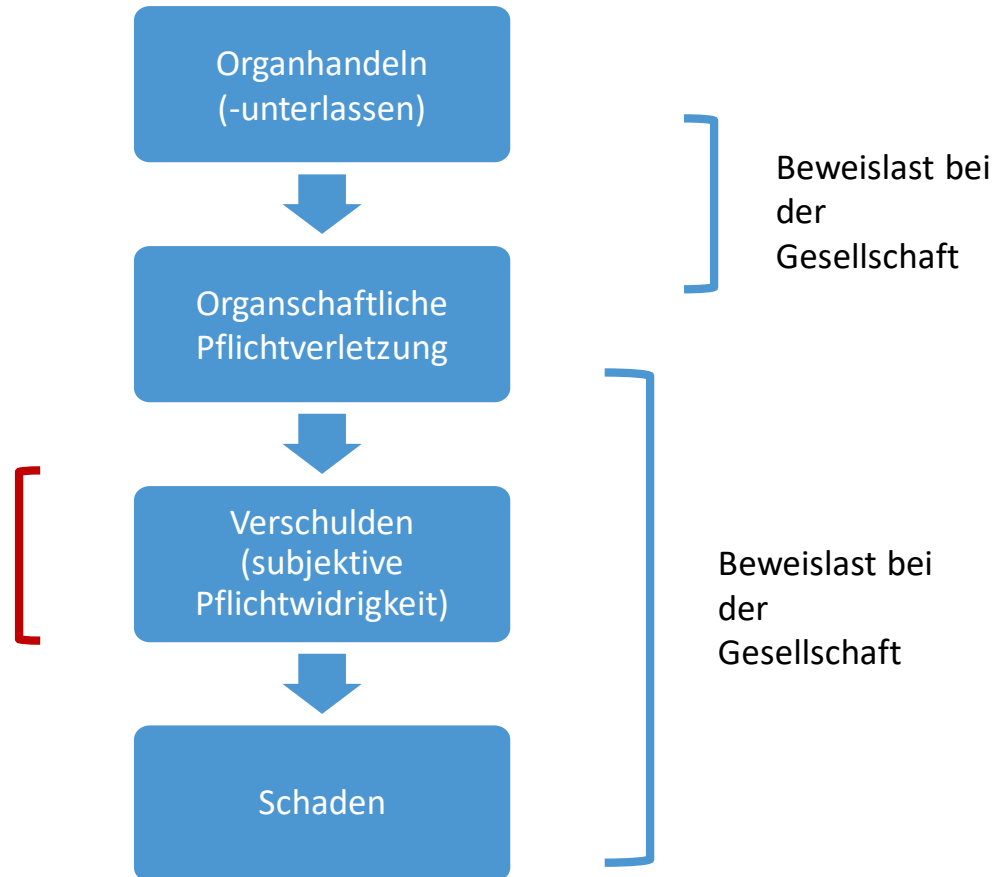 Organhandeln
(-unterlassen)
Beweislast bei
der
Gesellschaft
Organschaftliche
Pflichtverletzung
Verschulden
(subjektive
Pflichtwidrigkeit)
Beweislast bei
der
Gesellschaft
Schaden